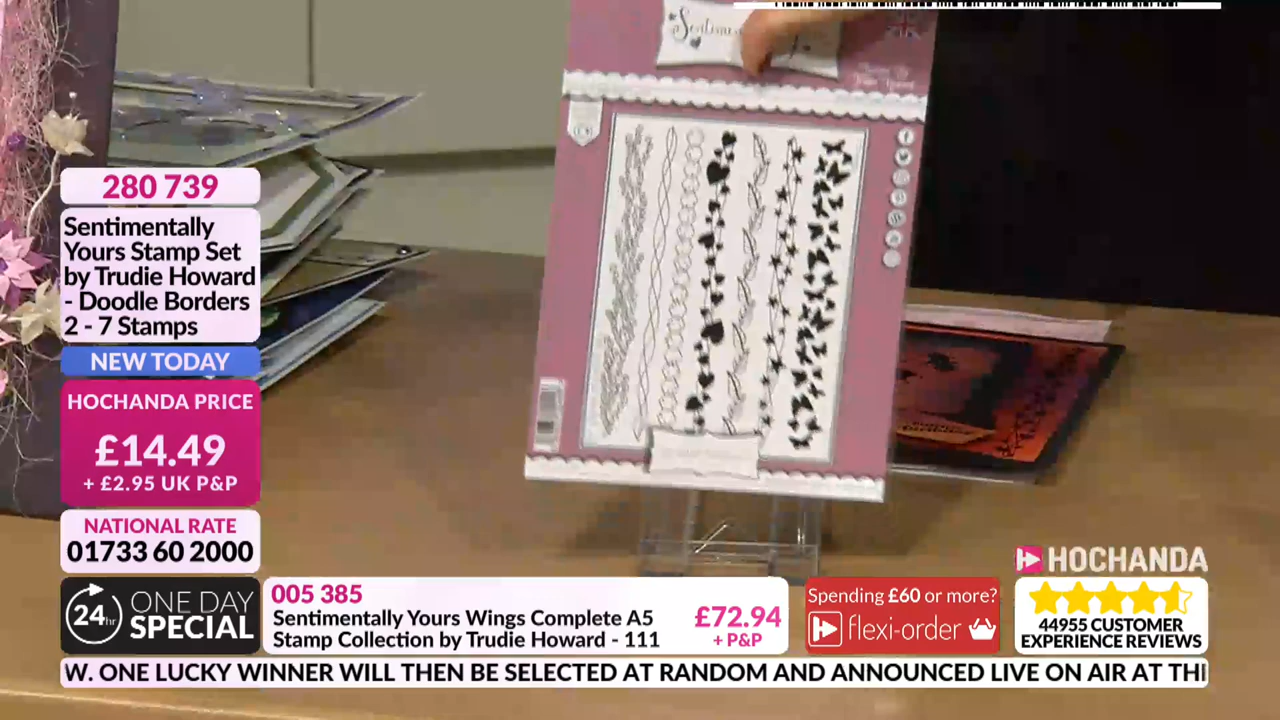 280 739
Sentimentally
Yours Stamp Set
by Trudie Howard
- Doodle Borders
2 - 7 Stamps
NEW TODAY
HOCHANDA PRICE
£14.49
+ £2.95 UK P&P
NATIONAL RATE
01733 60 2000
24hr ONE DAY
SPECIAL
005 385
Sentimentally Yours Wings Complete A5
Stamp Collection by Trudie Howard - 111
£72.94
+ P&P
Spending £60 or more?
flexi-order
HOCHANDA
44955 CUSTOMER
EXPERIENCE REVIEWS
W. ONE LUCKY WINNER WILL THEN BE SELECTED AT RANDOM AND ANNOUNCED LIVE ON AIR AT THI